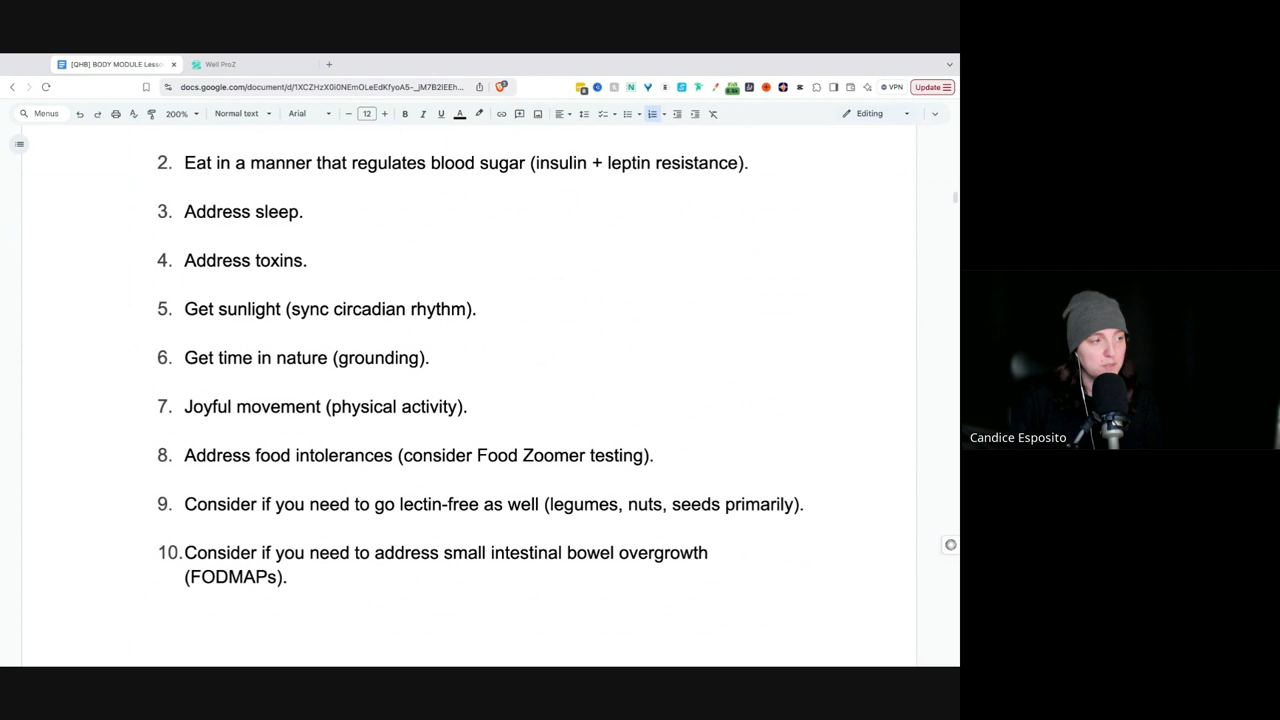 [QHB] BODY MODULE Lesso
Well ProZ
docs.google.com/document/d/1XCZHzX0i0NEmOLeEdKfyoA5-_jM7B2lEEh...
VPN
Update
Menus
200%
Normal text
Arial
12
Editing
2. Eat in a manner that regulates blood sugar (insulin + leptin resistance).
3. Address sleep.
4. Address toxins.
5. Get sunlight (sync circadian rhythm).
6. Get time in nature (grounding).
7. Joyful movement (physical activity).
8. Address food intolerances (consider Food Zoomer testing).
9. Consider if you need to go lectin-free as well (legumes, nuts, seeds primarily).
10. Consider if you need to address small intestinal bowel overgrowth
(FODMAPs).
Candice Esposito